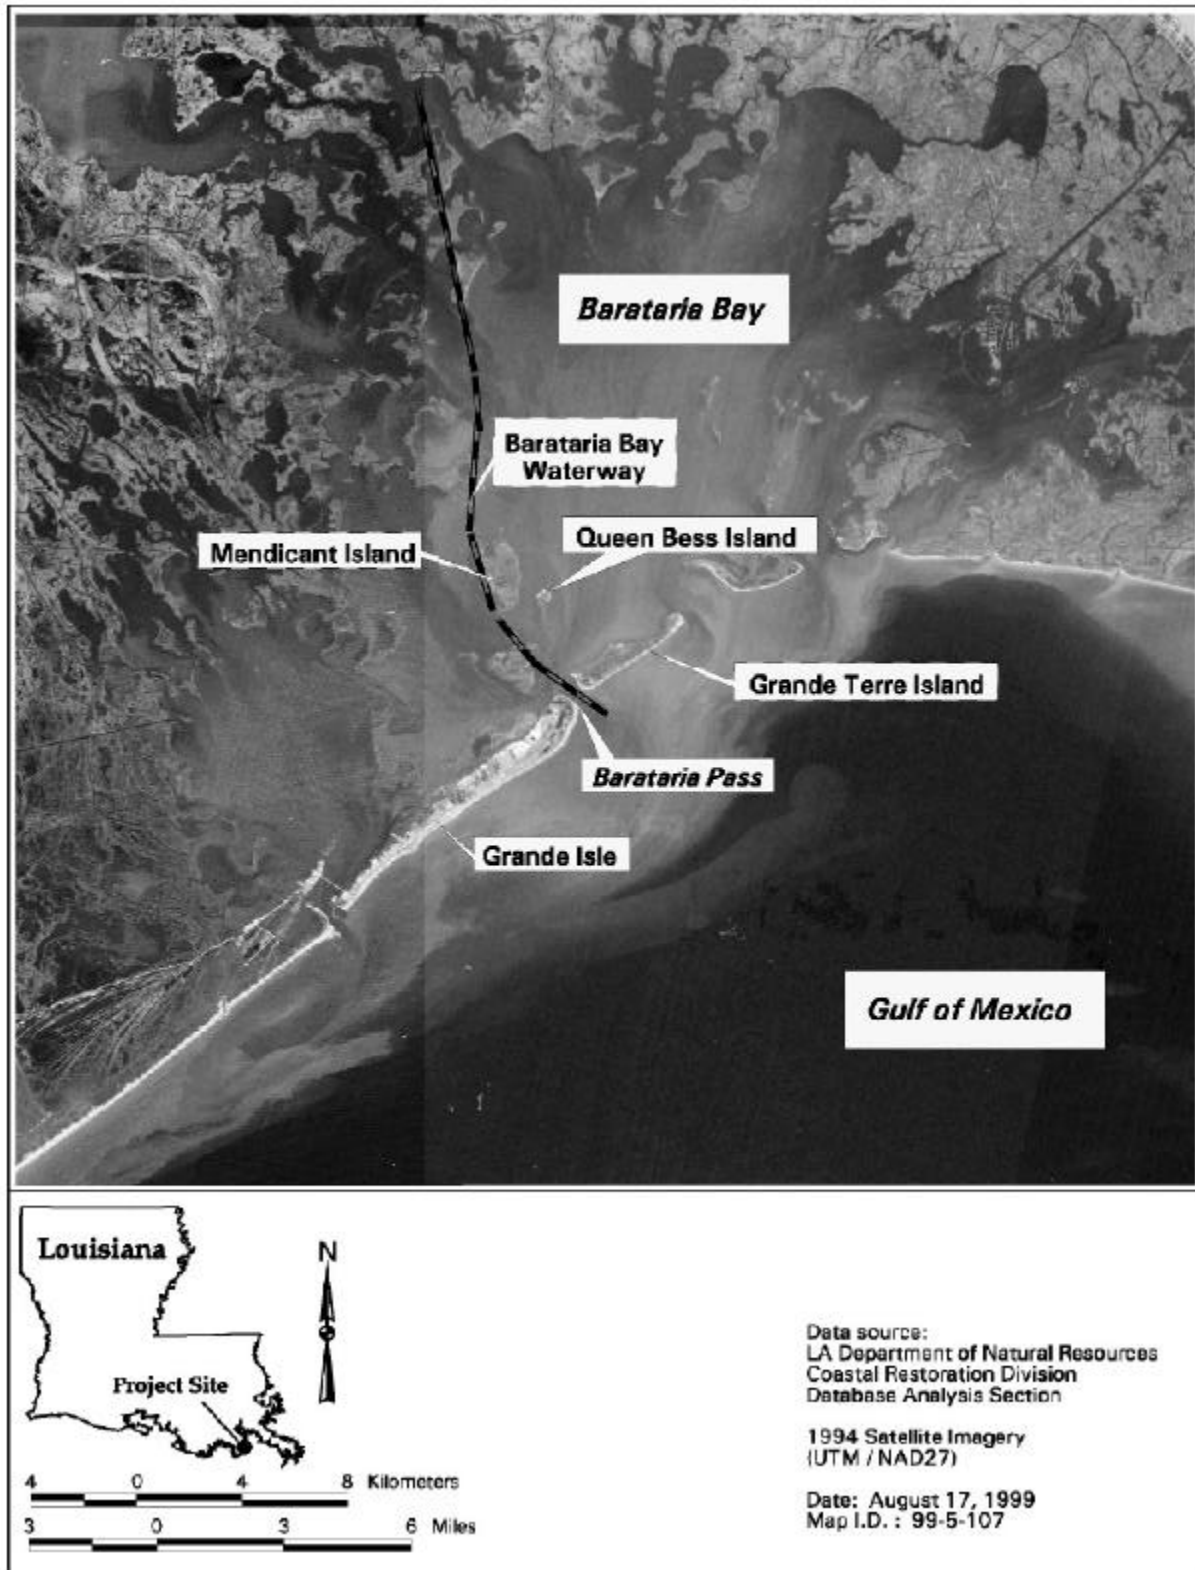 Barataria Bay
Barataria Bay
Waterway
Queen Bess Island
Mendicant Island
Grande Terre Island
Barataria Pass
Grande Isle
Gulf of Mexico
Louisiana
N
Project Site
4 0 4 8 Kilometers
3 0 3 6 Miles
Data source:
LA Department of Natural Resources
Coastal Restoration Division
Database Analysis Section
1994 Satellite Imagery
(UTM / NAD27)
Date: August 17, 1999
Map I.D. : 99-5-107